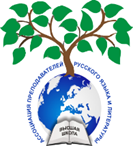 АССОЦИАЦИЯ ПРЕПОДАВАТЕЛЕЙ РУССКОГО ЯЗЫКА И ЛИТЕРАТУРЫ
ВЫСШАЯ
ШКОЛА